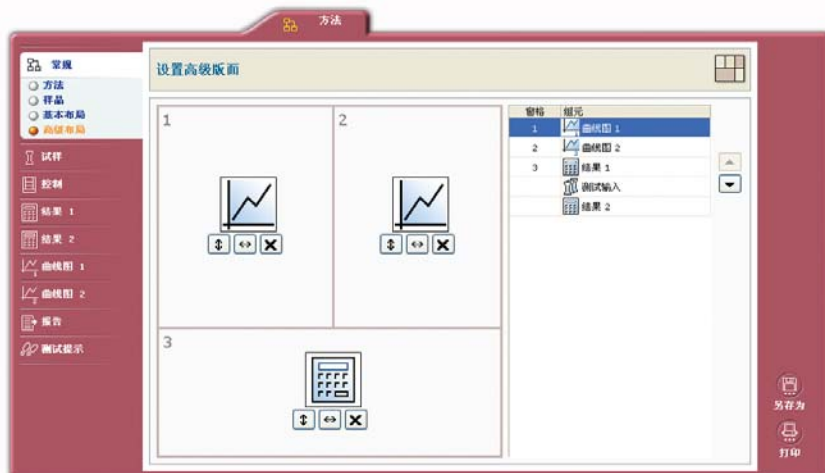 方法
常规
方法
样品
基本布局
高级布局
试样
控制
结果 1
结果 2
曲线图 1
曲线图 2
报告
测试提示
设置高级版面
1
2
3
窗格 组元
1 曲线图 1
2 曲线图 2
3 结果 1
测试输入
结果 2
另存为
打印